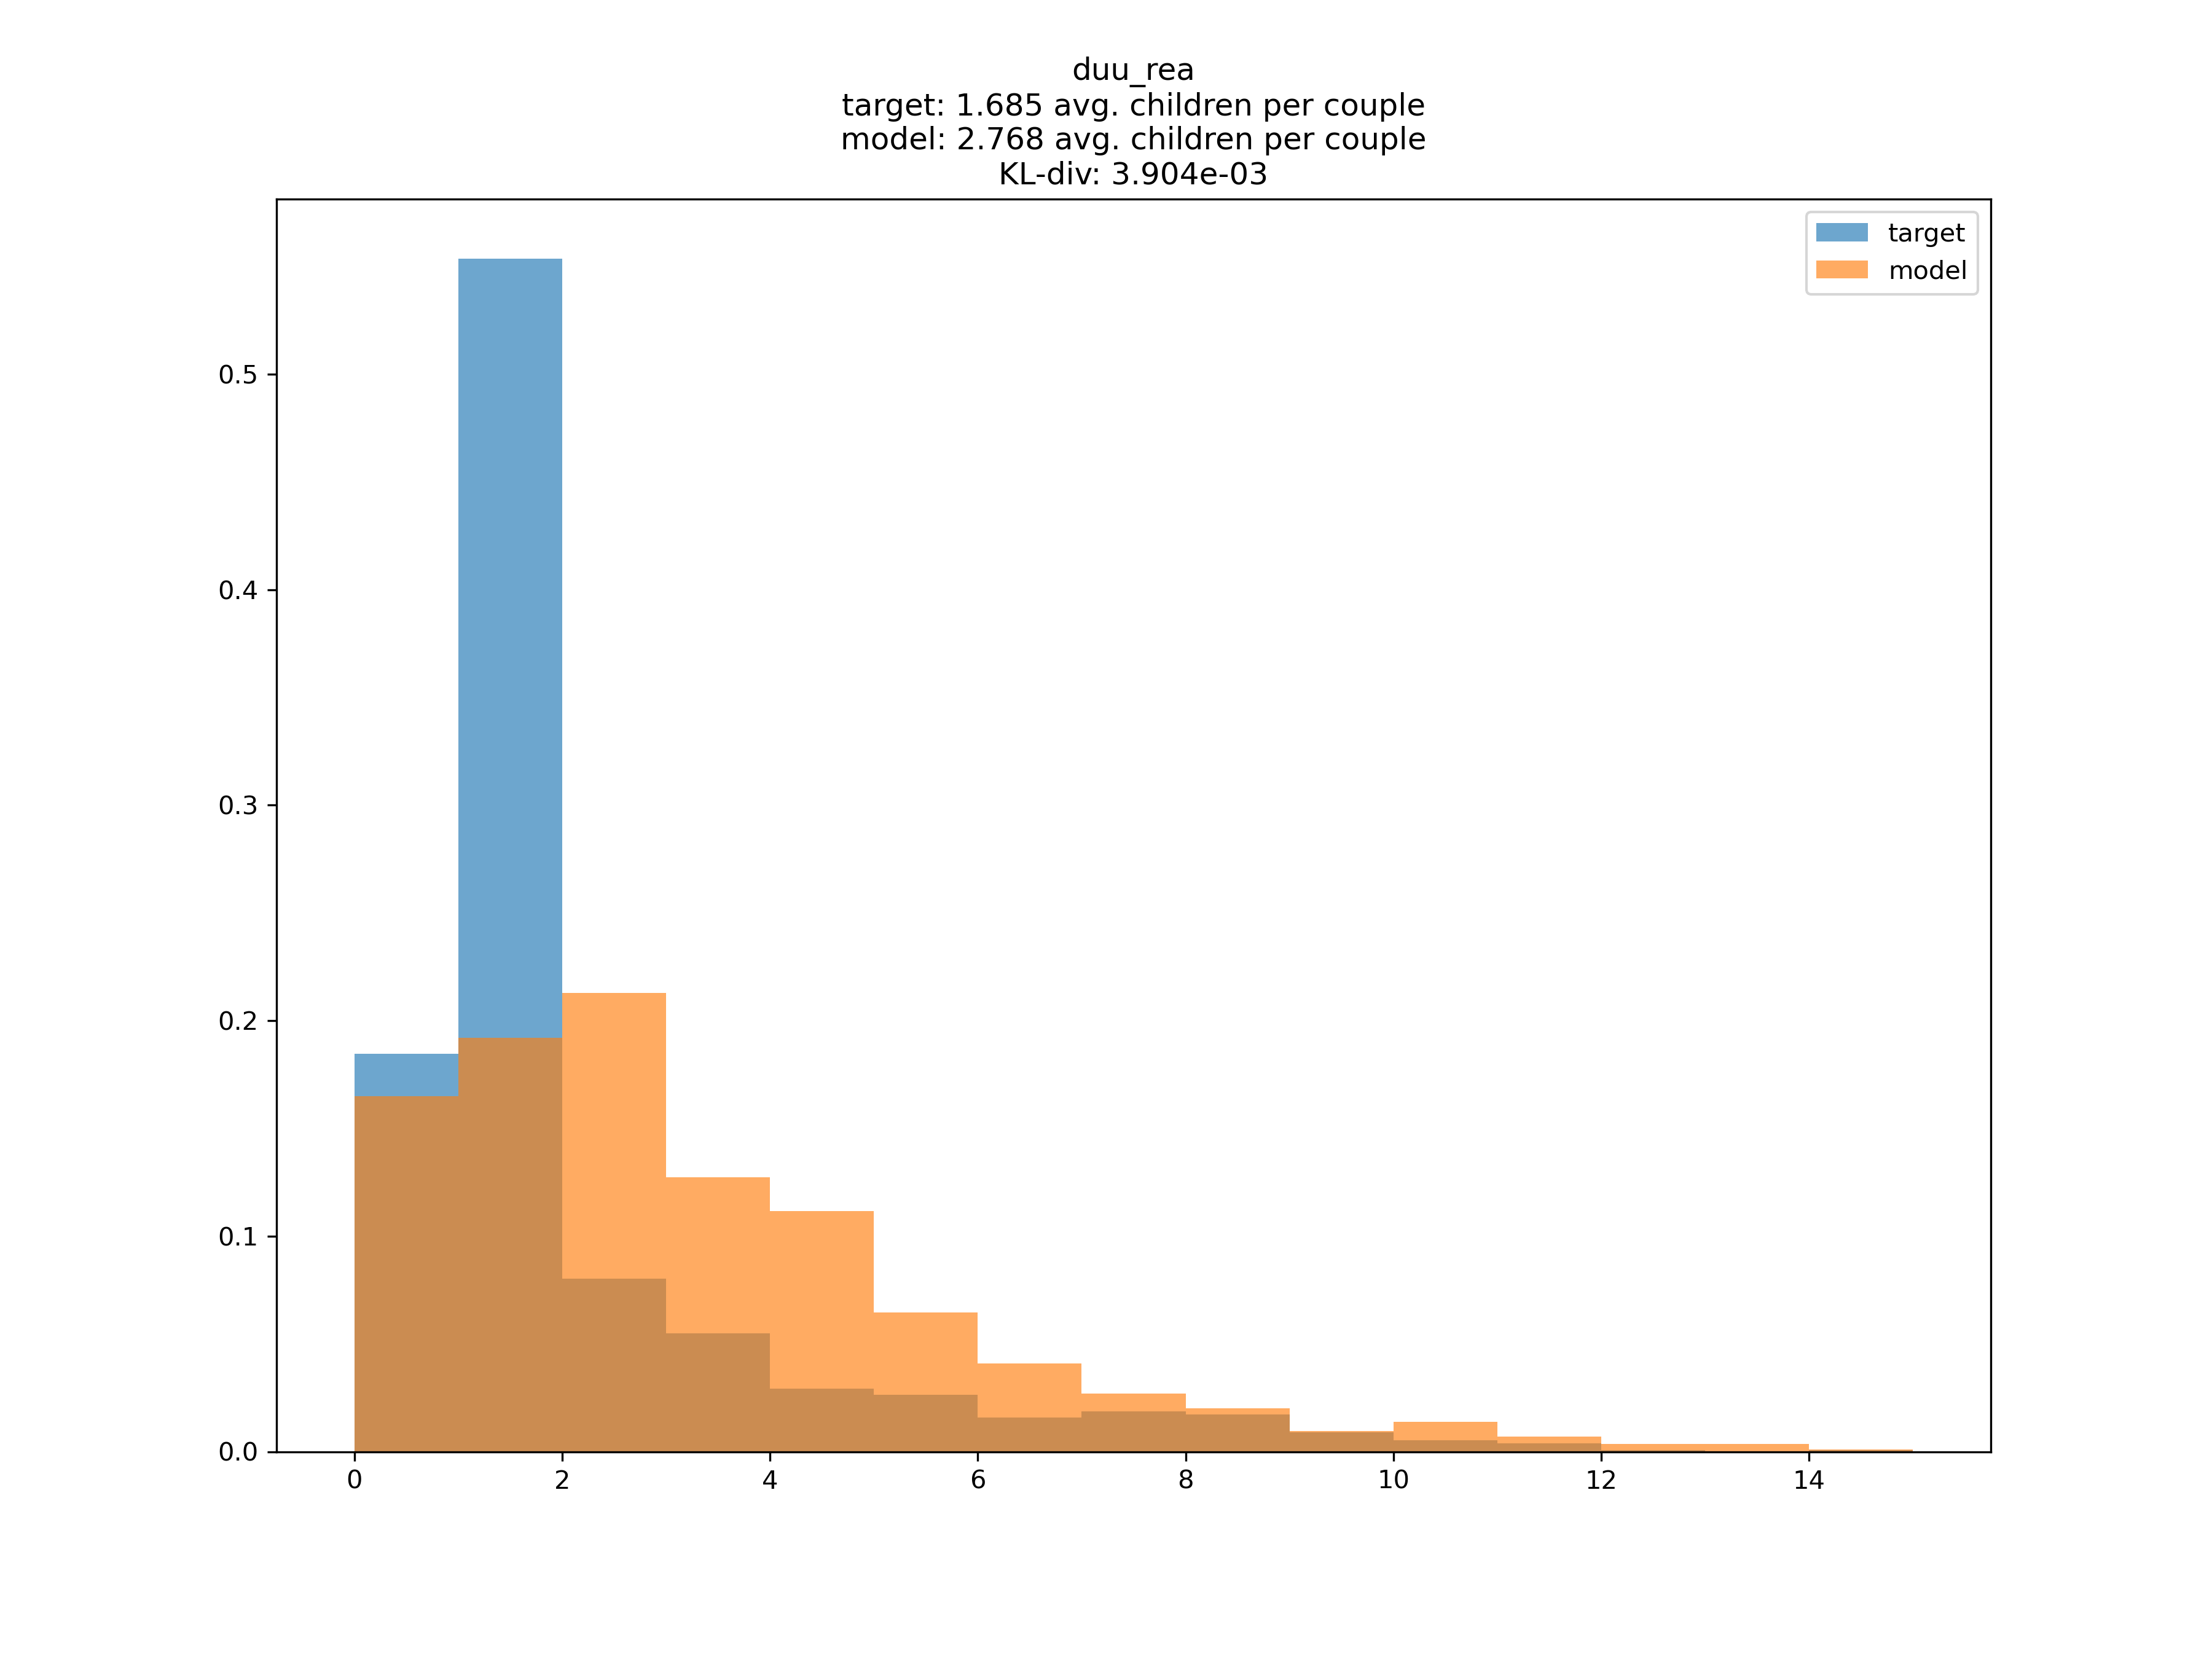 duu_rea
target: 1.685 avg. children per couple
model: 2.768 avg. children per couple
KL-div: 3.904e-03
target
model
0.5
0.4
0.3
0.2
0.1
0.0
0 2 4 6 8 10 12 14